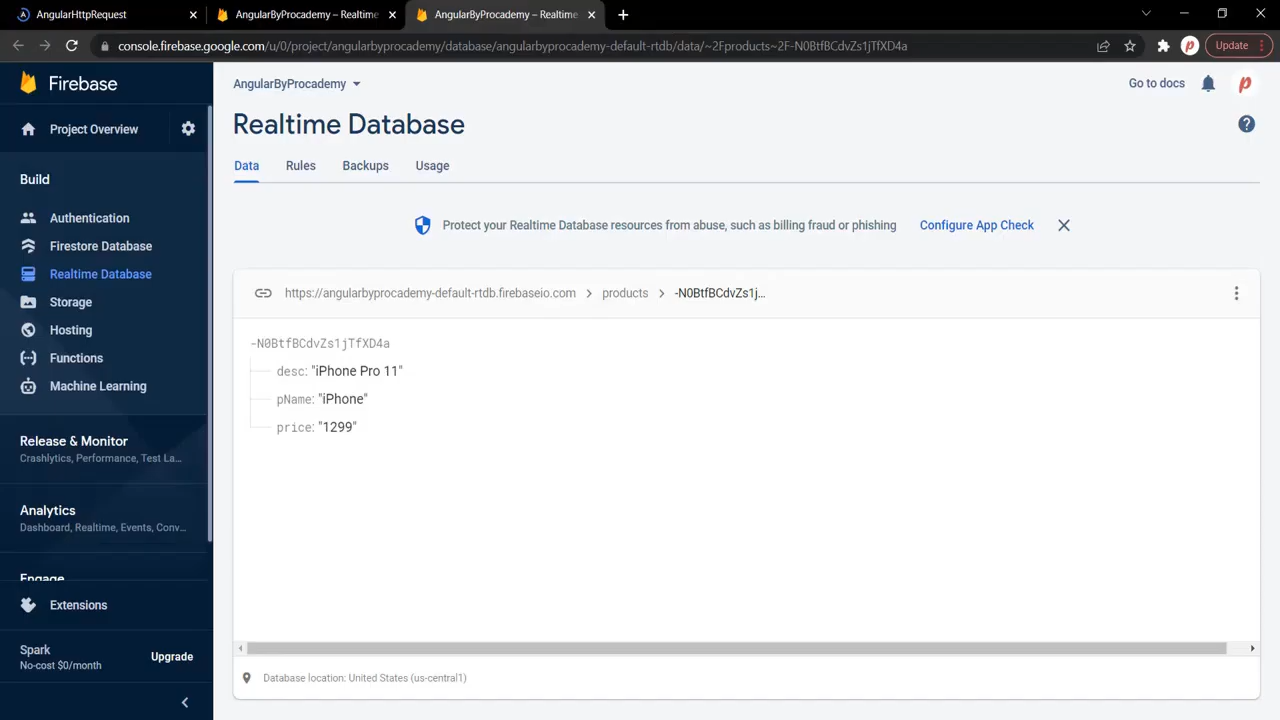 AngularHttpRequest
AngularByProcademy – Realtime
AngularByProcademy – Realtime
console.firebase.google.com/u/0/project/angularbyprocademy/database/angularbyprocademy-default-rtdb/data/~2Fproducts~2F-N0BtfBCdvZs1jTfXD4a
Update
Firebase
Project Overview
Build
Authentication
Firestore Database
Realtime Database
Storage
Hosting
Functions
Machine Learning
Release & Monitor
Crashlytics, Performance, Test La...
Analytics
Dashboard, Realtime, Events, Conv...
Engage
Extensions
Spark
No-cost $0/month
Upgrade
AngularByProcademy
Go to docs
Realtime Database
Data Rules Backups Usage
Protect your Realtime Database resources from abuse, such as billing fraud or phishing Configure App Check
https://angularbyprocademy-default-rtdb.firebaseio.com > products > -N0BtfBCdvZs1j...
-N0BtfBCdvZs1jTfXD4a
desc: "iPhone Pro 11"
pName: "iPhone"
price: "1299"
Database location: United States (us-central1)